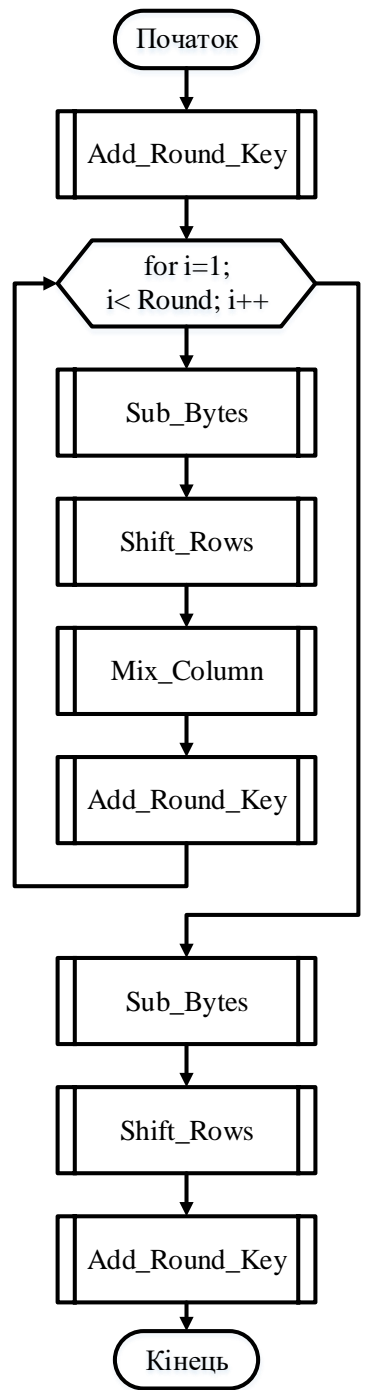 Початок
Add_Round_Key
for i=1;
i< Round; i++
Sub_Bytes
Shift_Rows
Mix_Column
Add_Round_Key
Sub_Bytes
Shift_Rows
Add_Round_Key
Кінець